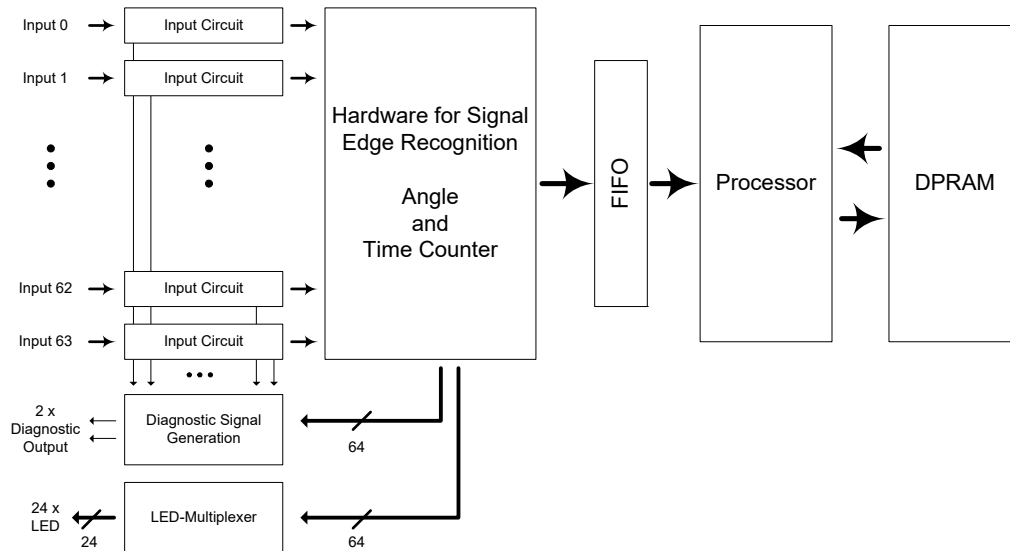 Input 0
Input Circuit
Input 1
Input Circuit
Hardware for Signal
Edge Recognition
Angle
and
Time Counter
FIFO
Processor
DPRAM
Input 62
Input Circuit
Input 63
Input Circuit
2 x
Diagnostic
Output
Diagnostic Signal
Generation
64
24 x
LED
24
LED-Multiplexer
64